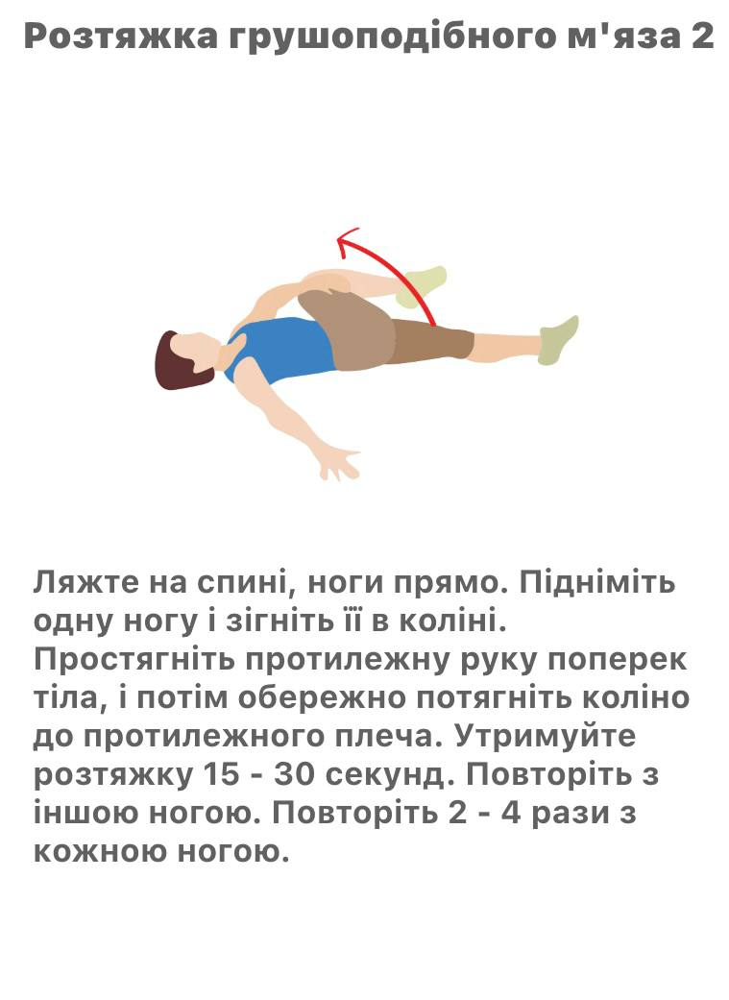 Розтяжка грушоподібного м'яза 2
Ляжте на спині, ноги прямо. Підніміть
одну ногу і зігніть її в коліні.
Простягніть протилежну руку поперек
тіла, і потім обережно потягніть коліно
до протилежного плеча. Утримуйте
розтяжку 15 - 30 секунд. Повторіть з
іншою ногою. Повторіть 2 - 4 рази з
кожною ногою.